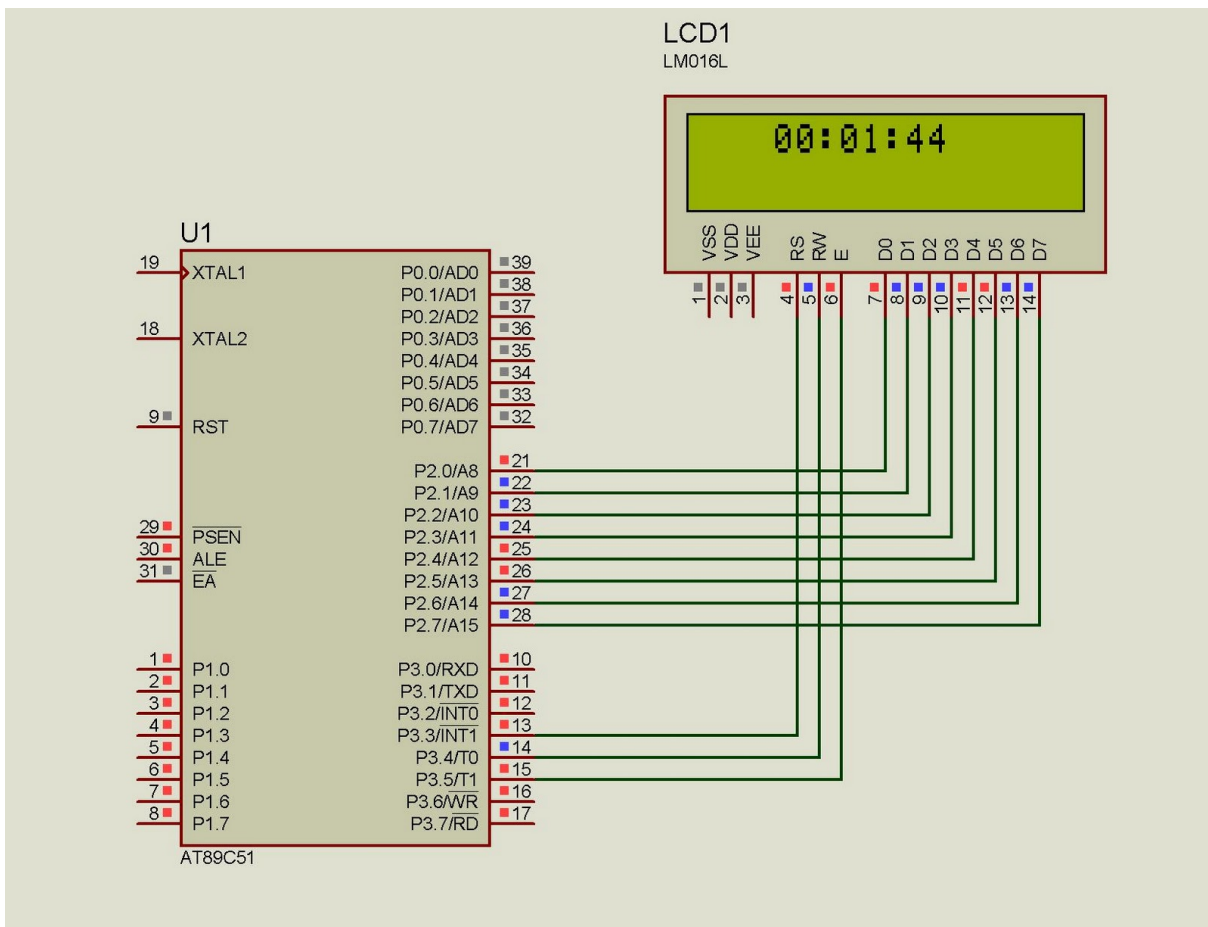 LCD1
LM016L
00:01:44
VSS
VDD
VEE
RS
RW
E
D0
D1
D2
D3
D4
D5
D6
D7
1
2
3
4
5
6
7
8
9
10
11
12
13
14
U1
19 XTAL1
18 XTAL2
9 RST
29 PSEN
30 ALE
31 EA
1 P1.0
2 P1.1
3 P1.2
4 P1.3
5 P1.4
6 P1.5
7 P1.6
8 P1.7
P0.0/AD0 39
P0.1/AD1 38
P0.2/AD2 37
P0.3/AD3 36
P0.4/AD4 35
P0.5/AD5 34
P0.6/AD6 33
P0.7/AD7 32
P2.0/A8 21
P2.1/A9 22
P2.2/A10 23
P2.3/A11 24
P2.4/A12 25
P2.5/A13 26
P2.6/A14 27
P2.7/A15 28
P3.0/RXD 10
P3.1/TXD 11
P3.2/INT0 12
P3.3/INT1 13
P3.4/T0 14
P3.5/T1 15
P3.6/WR 16
P3.7/RD 17
AT89C51